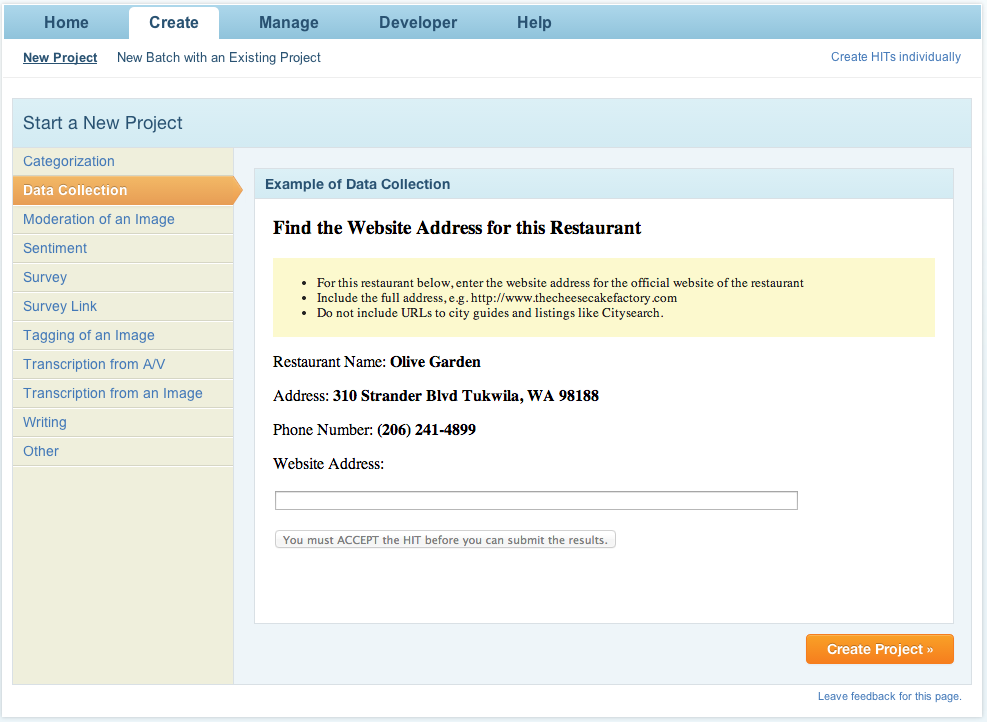 Home Create Manage Developer Help
New Project New Batch with an Existing Project Create HITs individually
Start a New Project
Categorization
Data Collection
Moderation of an Image
Sentiment
Survey
Survey Link
Tagging of an Image
Transcription from A/V
Transcription from an Image
Writing
Other
Example of Data Collection
Find the Website Address for this Restaurant
• For this restaurant below, enter the website address for the official website of the restaurant
• Include the full address, e.g. http://www.thecheesecakefactory.com
• Do not include URLs to city guides and listings like Citysearch.
Restaurant Name: Olive Garden
Address: 310 Strander Blvd Tukwila, WA 98188
Phone Number: (206) 241-4899
Website Address:
You must ACCEPT the HIT before you can submit the results.
Create Project »
Leave feedback for this page.